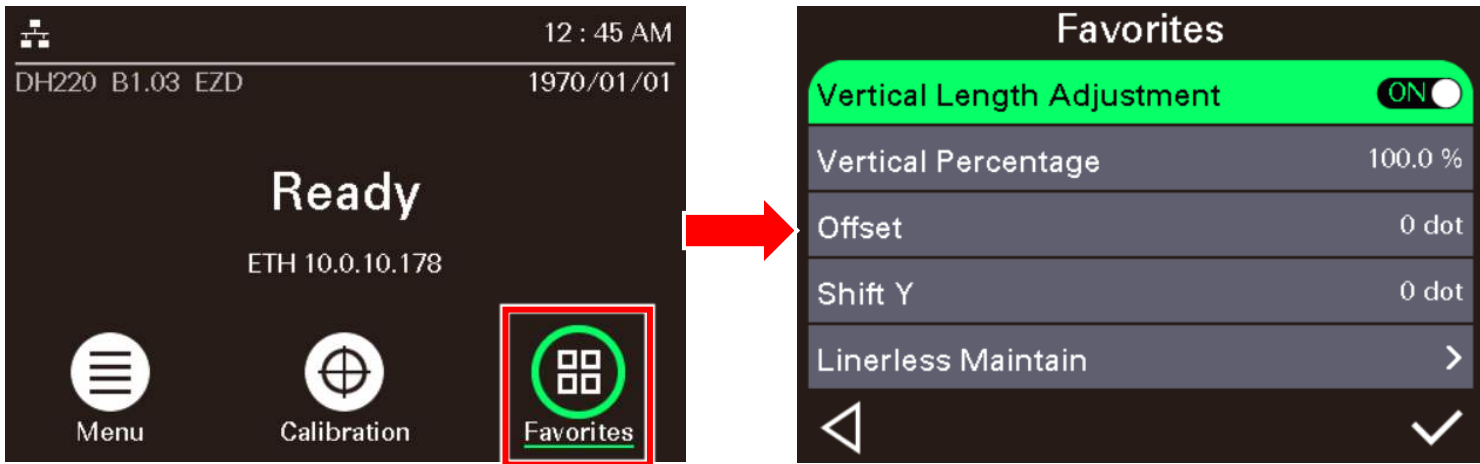 12 : 45 AM
DH220 B1.03 EZD 1970/01/01
Ready
ETH 10.0.10.178
Menu Calibration Favorites
Favorites
Vertical Length Adjustment ON
Vertical Percentage 100.0 %
Offset 0 dot
Shift Y 0 dot
Linerless Maintain